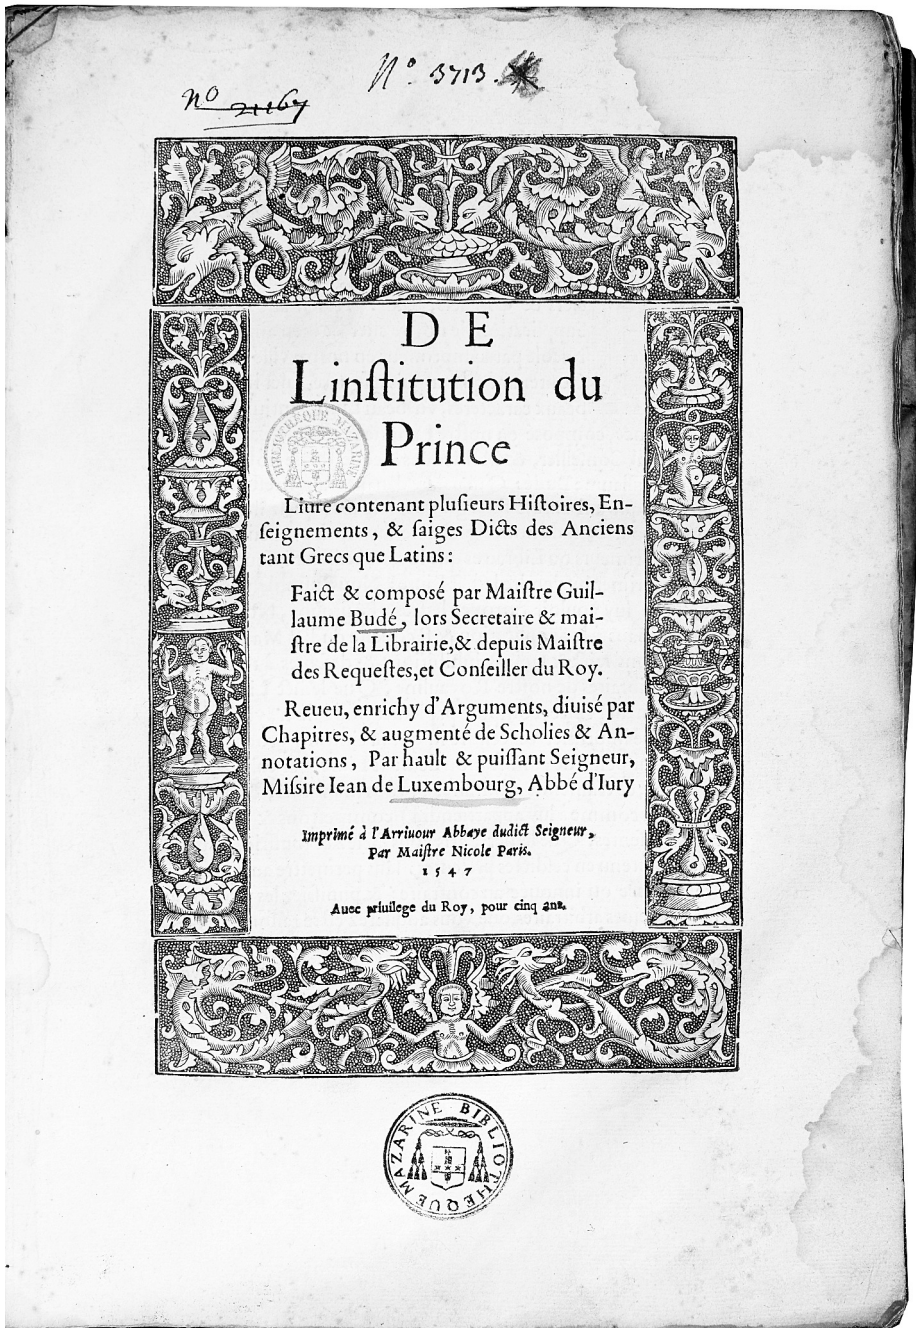 Nº 3713.
nº 21167
DE
Linſtitution du
Prince
Liure contenant pluſieurs Hiſtoires, En-
ſeignements, & ſaiges Dicts des Anciens
tant Grecs que Latins:
Faict & composé par Maiſtre Guil-
laume Budé, lors Secretaire & mai-
ſtre de la Librairie, & depuis Maiſtre
des Requeſtes, et Conſeiller du Roy.
Reueu, enrichy d'Arguments, diuisé par
Chapitres, & augmenté de Scholies & An-
notations, Par hault & puiſſant Seigneur,
Miſsire Iean de Luxembourg, Abbé d'Iury
Imprimé à l'Arriuour Abbaye dudict Seigneur,
Par Maiſtre Nicole Paris.
1547
Auec priuilege du Roy, pour cinq ans.
BIBLIOTHEQUE MAZARINE
BIBLIOTHEQUE MAZARINE